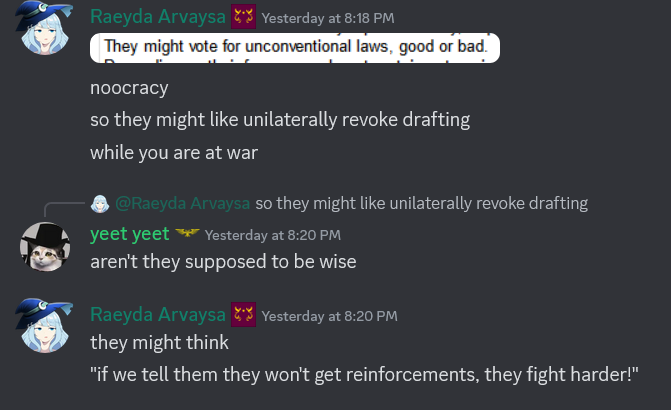 Raeyda Arvaysa Yesterday at 8:18 PM
They might vote for unconventional laws, good or bad.
noocracy
so they might like unilaterally revoke drafting
while you are at war
@Raeyda Arvaysa so they might like unilaterally revoke drafting
yeet yeet Yesterday at 8:20 PM
aren't they supposed to be wise
Raeyda Arvaysa Yesterday at 8:20 PM
they might think
"if we tell them they won't get reinforcements, they fight harder!"